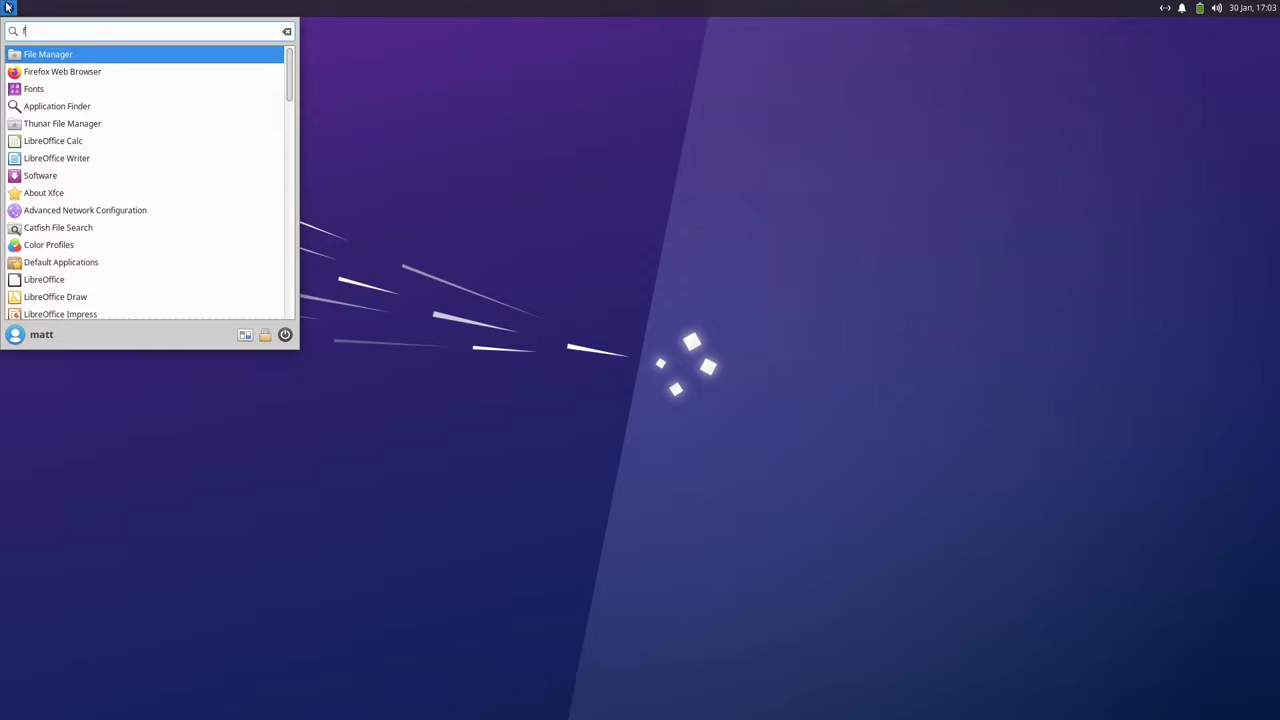 30 Jan, 17:03
f
File Manager
Firefox Web Browser
Fonts
Application Finder
Thunar File Manager
LibreOffice Calc
LibreOffice Writer
Software
About Xfce
Advanced Network Configuration
Catfish File Search
Color Profiles
Default Applications
LibreOffice
LibreOffice Draw
LibreOffice Impress
matt